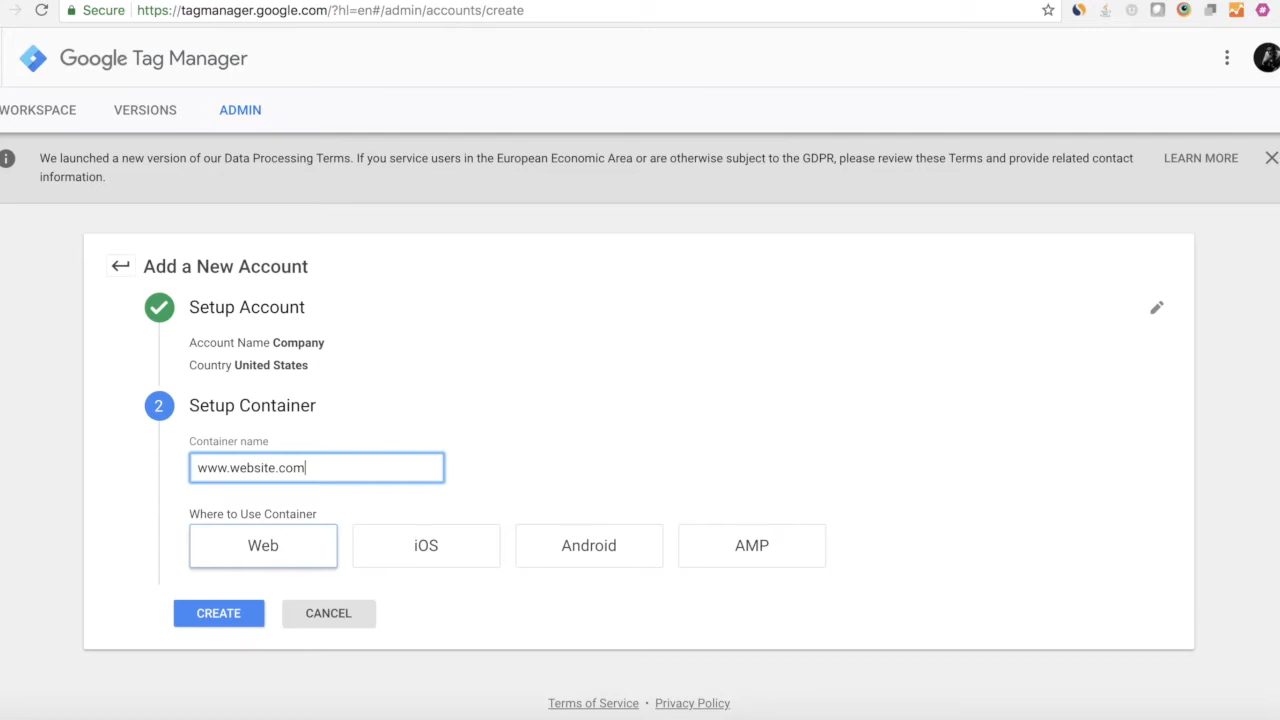 Secure https://tagmanager.google.com/?hl=en#/admin/accounts/create
Google Tag Manager
WORKSPACE VERSIONS ADMIN
We launched a new version of our Data Processing Terms. If you service users in the European Economic Area or are otherwise subject to the GDPR, please review these Terms and provide related contact LEARN MORE
information.
Add a New Account
Setup Account
Account Name Company
Country United States
2 Setup Container
Container name
www.website.com
Where to Use Container
Web iOS Android AMP
CREATE CANCEL
Terms of Service • Privacy Policy